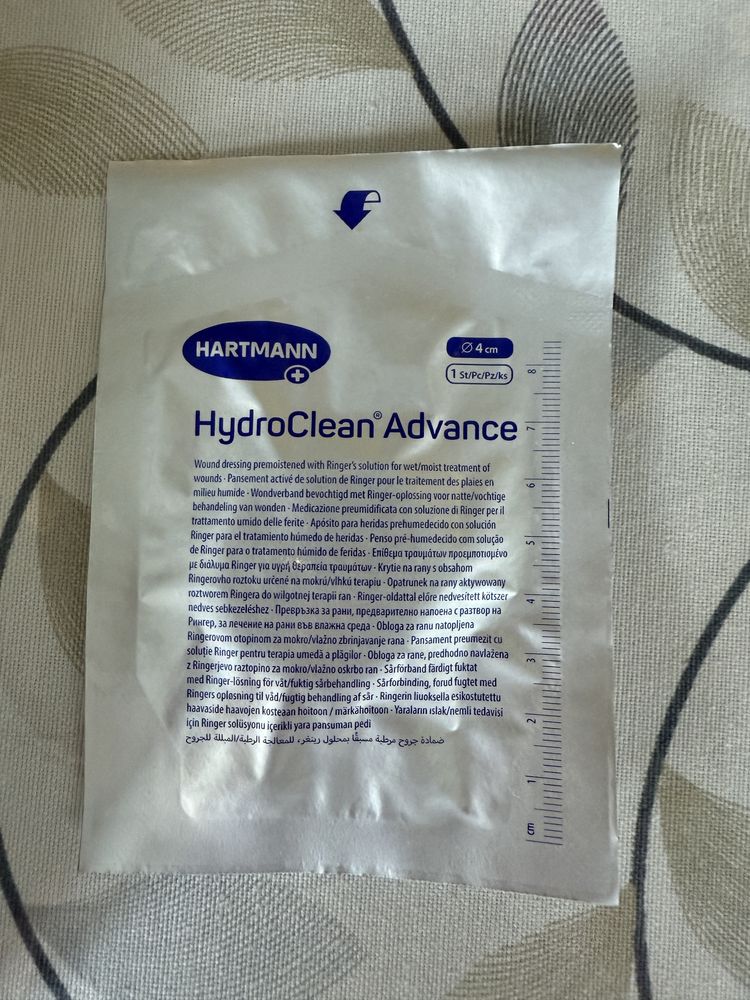 HARTMANN
Ø 4 cm
1 St/Pc/Pz/ks
HydroClean® Advance
Wound dressing premoistened with Ringer's solution for wet/moist treatment of
wounds · Pansement activé de solution de Ringer pour le traitement des plaies en
milieu humide · Wondverband bevochtigd met Ringer-oplossing voor natte/vochtige
behandeling van wonden · Medicazione preumidificata con soluzione di Ringer per il
trattamento umido delle ferite · Apósito para heridas prehumedecido con solución
Ringer para el tratamiento húmedo de heridas · Penso pré-humedecido com solução
de Ringer para o tratamento húmido de feridas · Επίθεμα τραυμάτων προεμποτισμένο
με διάλυμα Ringer για υγρή θεραπεία τραυμάτων · Krytie na rany s obsahom
Ringerovho roztoku určené na mokrú/vlhkú terapiu · Opatrunek na rany aktywowany
roztworem Ringera do wilgotnej terapii ran · Ringer-oldattal előre nedvesített kötszer
nedves sebkezeléshez · Превръзка за рани, предварително напоена с разтвор на
Рингер, за лечение на рани във влажна среда · Obloga za ranu natopljena
Ringerovom otopinom za mokro/vlažno zbrinjavanje rana · Pansament preumezit cu
soluție Ringer pentru terapia umedă a plăgilor · Obloga za rane, predhodno navlažena
z Ringerjevo raztopino za mokro/vlažno oskrbo ran · Sårförband färdigt fuktat
med Ringer-lösning för våt/fuktig sårbehandling · Sårforbinding, forud fugtet med
Ringers opløsning til våd/fugtig behandling af sår · Ringerin liuoksella esikostutettu
haavaside haavojen kosteaan hoitoon / märkähoitoon · Yaraların ıslak/nemli tedavisi
için Ringer solüsyonu içerikli yara pansuman pedi
ضمادة جروح مرطبة مسبقًا بمحلول رينغر، للمعالجة الرطبة/المبللة للجروح
8
7
6
5
4
3
2
1
cm